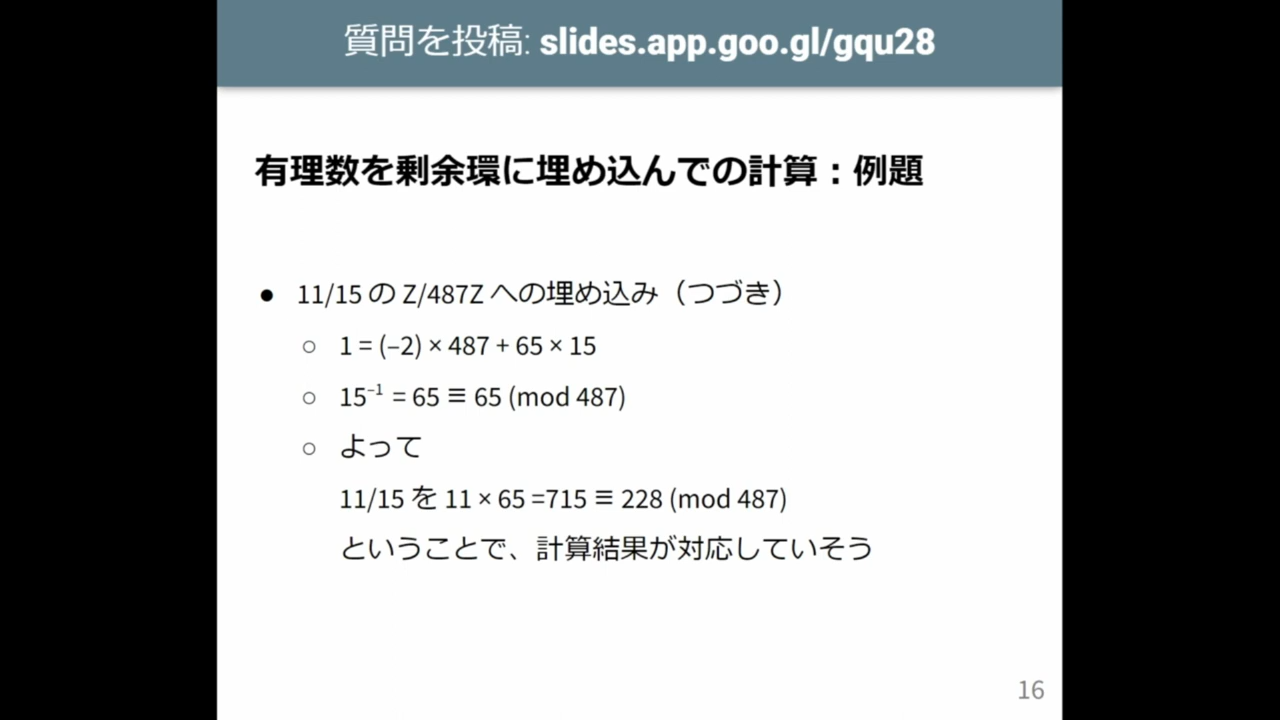 質問を投稿: slides.app.goo.gl/gqu28
有理数を剰余環に埋め込んでの計算：例題
● 11/15 の Z/487Z への埋め込み（つづき）
○ 1 = (–2) × 487 + 65 × 15
○ 15⁻¹ = 65 ≡ 65 (mod 487)
○ よって
11/15 を 11 × 65 =715 ≡ 228 (mod 487)
ということで、計算結果が対応していそう
16